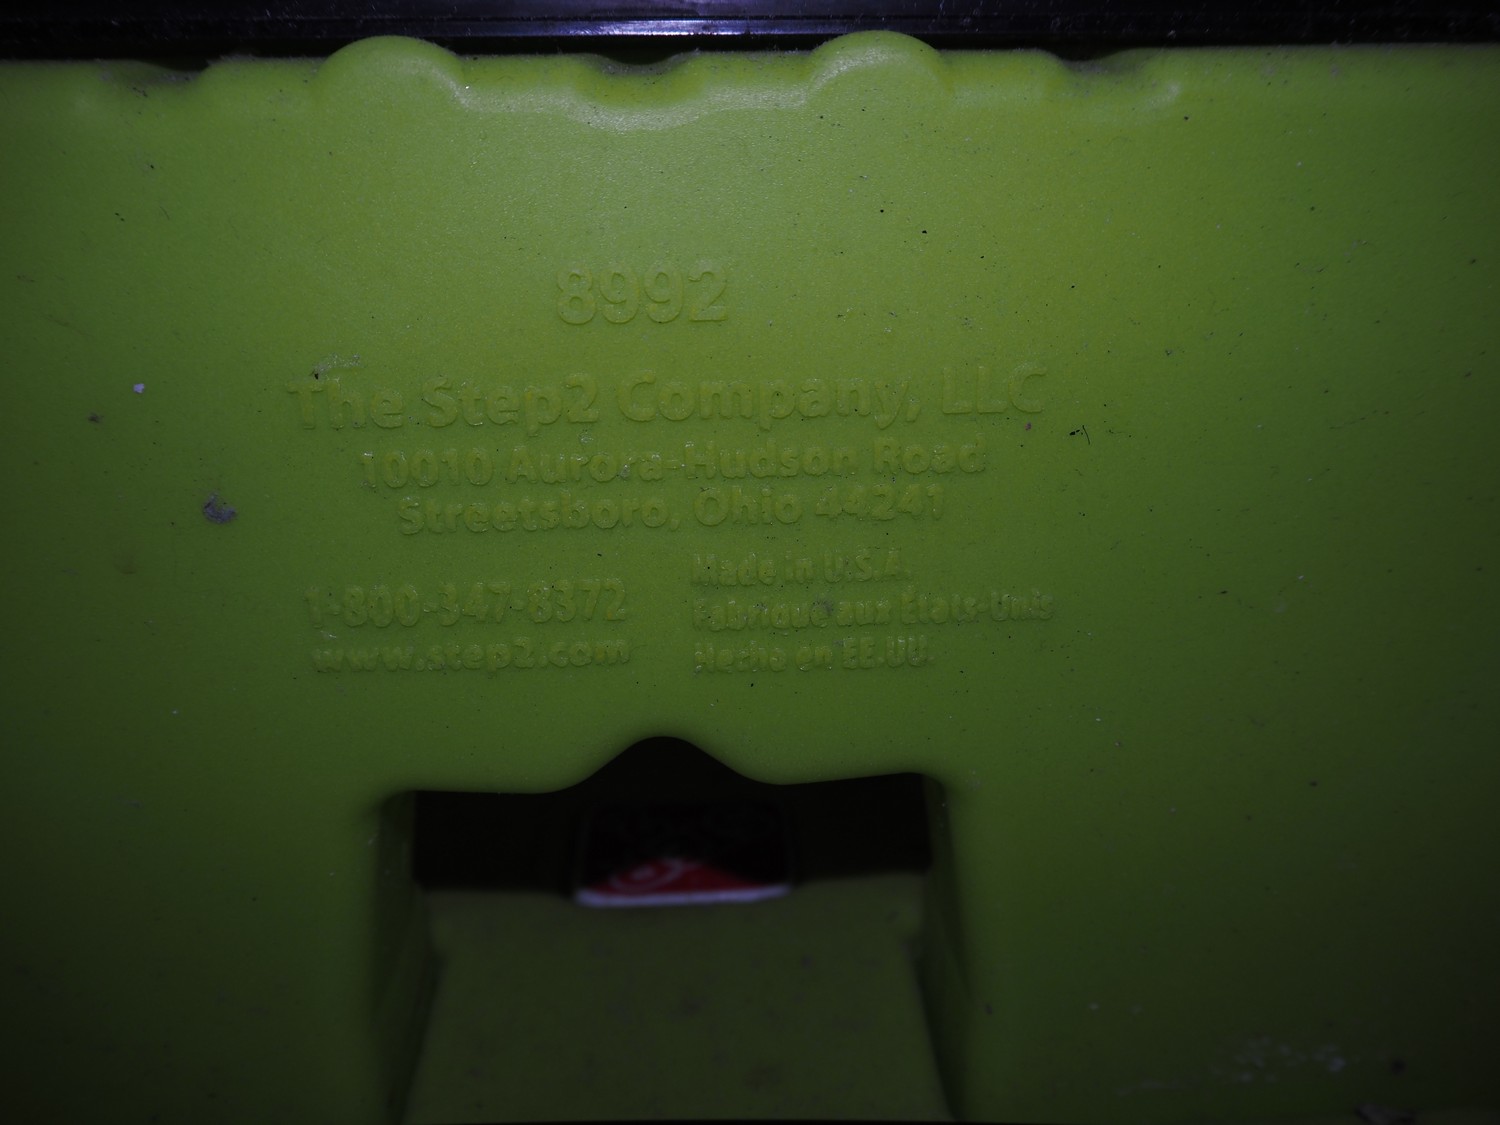 8992
The Step2 Company, LLC
10010 Aurora-Hudson Road
Streetsboro, Ohio 44241
1-800-347-8372
www.step2.com
Made in U.S.A.
Fabriqué aux États-Unis
Hecho en EE.UU.